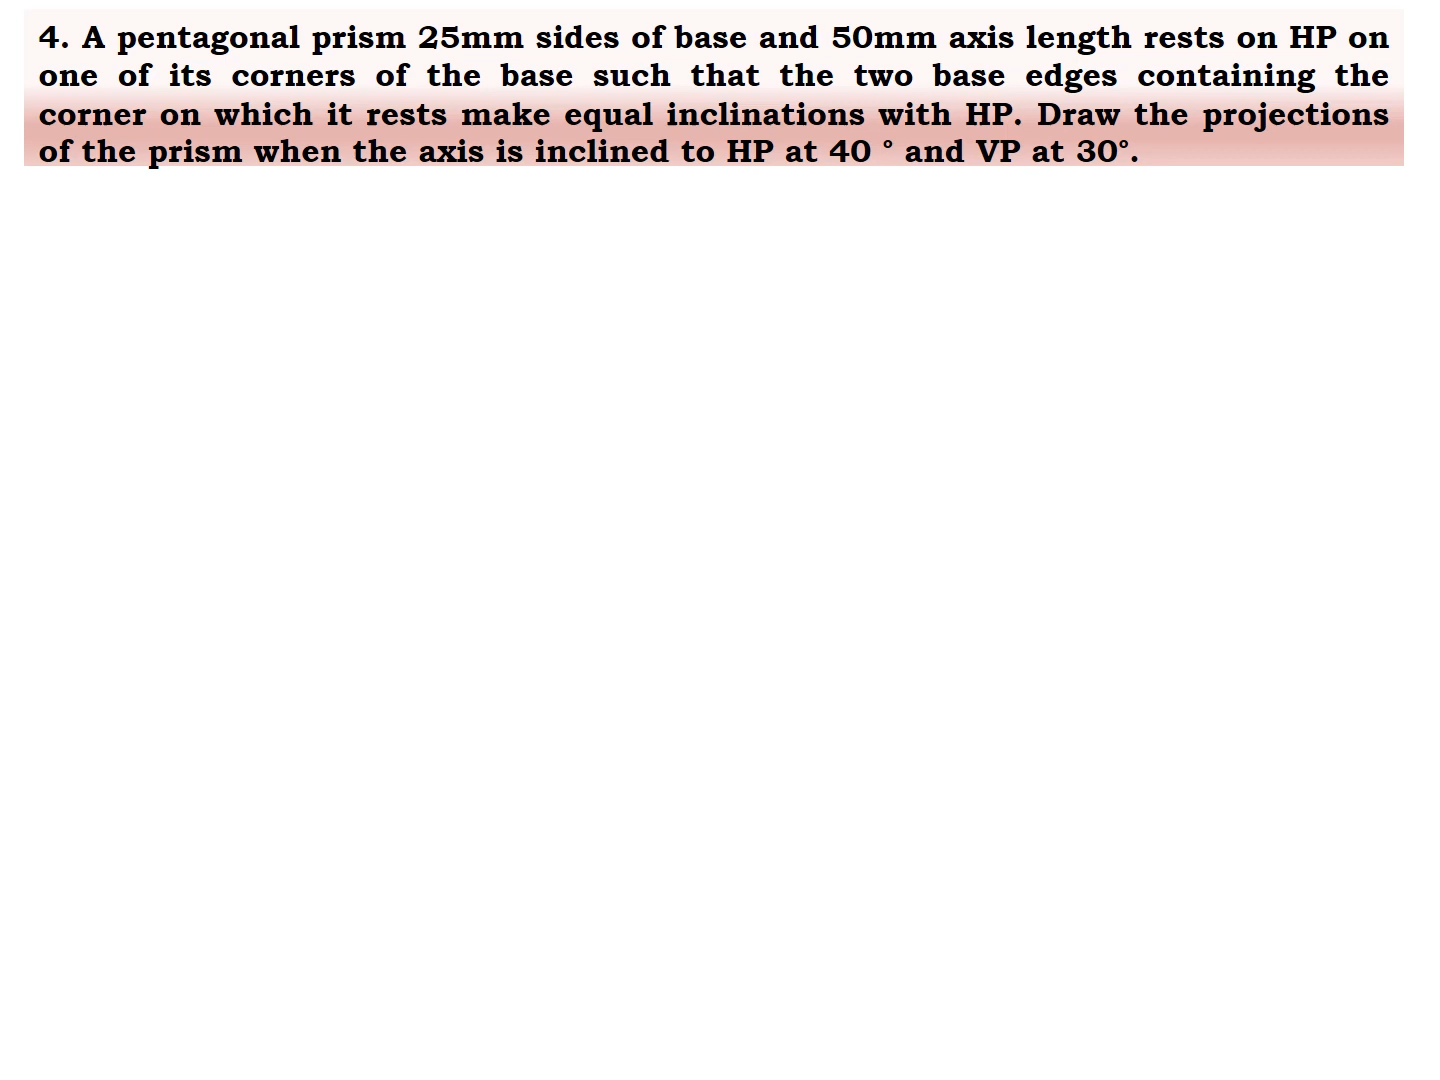 4. A pentagonal prism 25mm sides of base and 50mm axis length rests on HP on
one of its corners of the base such that the two base edges containing the
corner on which it rests make equal inclinations with HP. Draw the projections
of the prism when the axis is inclined to HP at 40 ° and VP at 30°.